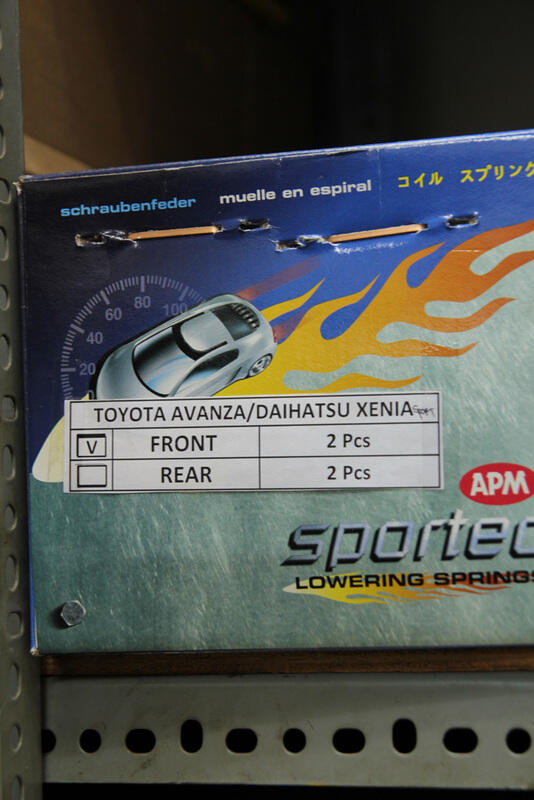 schraubenfeder muelle en espiral コイル スプリング
20 40 60 80 100
TOYOTA AVANZA/DAIHATSU XENIA SPORT
V FRONT 2 Pcs
REAR 2 Pcs
APM
sportec
LOWERING SPRINGS